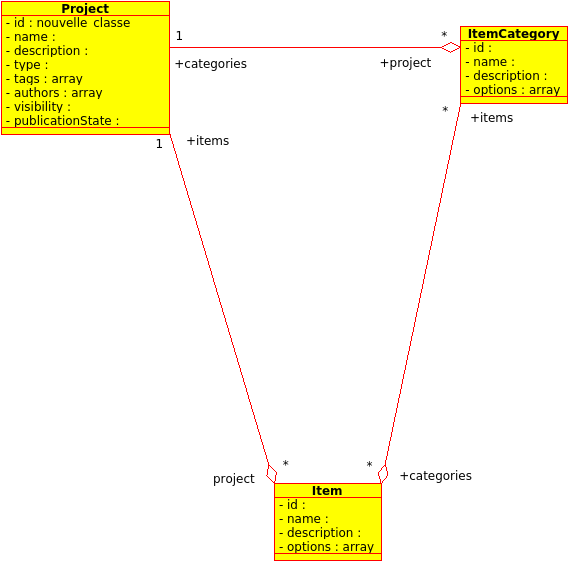 Project
- id : nouvelle_classe
- name :
- description :
- type :
- tags : array
- authors : array
- visibility :
- publicationState :
1
+categories
*
+project
ItemCategory
- id :
- name :
- description :
- options : array
*
+items
1
+items
*
project
*
+categories
Item
- id :
- name :
- description :
- options : array